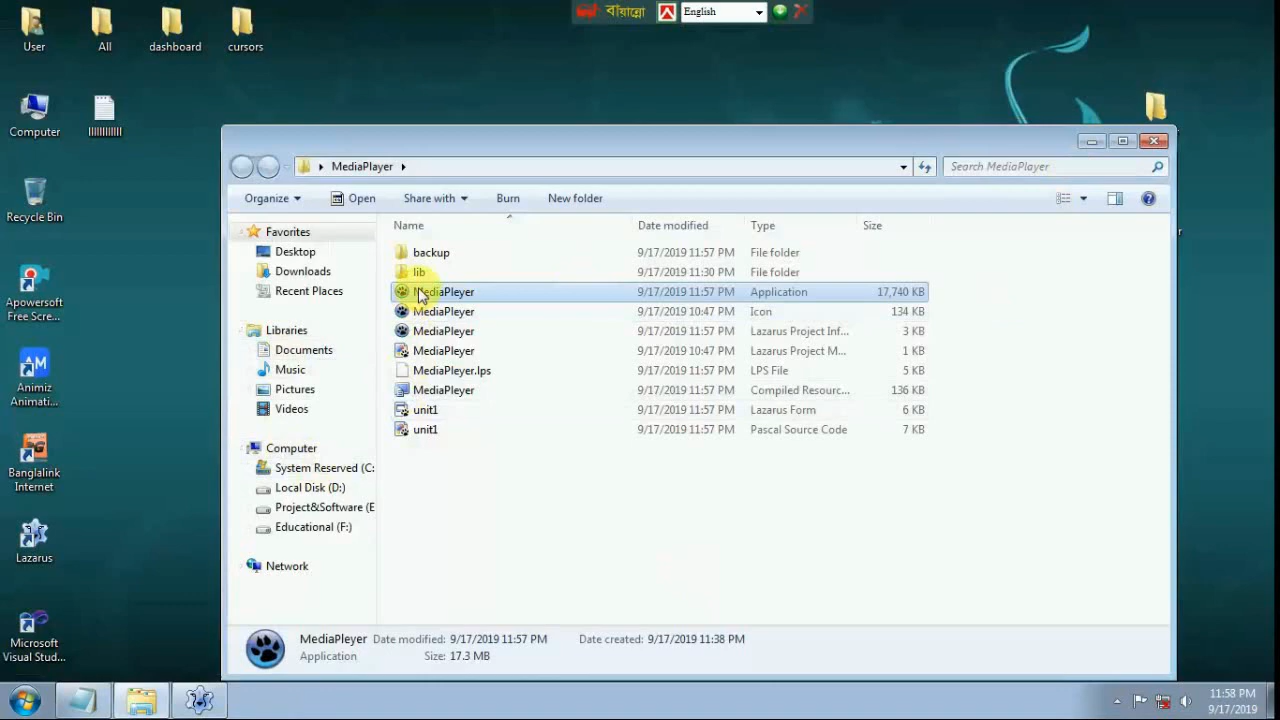 বাঁয়ান্নো English
User All dashboard cursors
Computer
llllllllllll
Recycle Bin
Apowersoft
Free Scre...
Animiz
Animati...
Banglalink
Internet
Lazarus
Microsoft
Visual Stud...
MediaPlayer
Search MediaPlayer
Organize Open Share with Burn New folder
Favorites
Desktop
Downloads
Recent Places
Libraries
Documents
Music
Pictures
Videos
Computer
System Reserved (C:
Local Disk (D:)
Project&Software (E
Educational (F:)
Network
Name Date modified Type Size
backup 9/17/2019 11:57 PM File folder
lib 9/17/2019 11:30 PM File folder
MediaPleyer 9/17/2019 11:57 PM Application 17,740 KB
MediaPleyer 9/17/2019 10:47 PM Icon 134 KB
MediaPleyer 9/17/2019 11:57 PM Lazarus Project Inf... 3 KB
MediaPleyer 9/17/2019 10:47 PM Lazarus Project M... 1 KB
MediaPleyer.lps 9/17/2019 11:57 PM LPS File 5 KB
MediaPleyer 9/17/2019 11:57 PM Compiled Resourc... 136 KB
unit1 9/17/2019 11:57 PM Lazarus Form 6 KB
unit1 9/17/2019 11:57 PM Pascal Source Code 7 KB
MediaPleyer Date modified: 9/17/2019 11:57 PM Date created: 9/17/2019 11:38 PM
Application Size: 17.3 MB
11:58 PM
9/17/2019